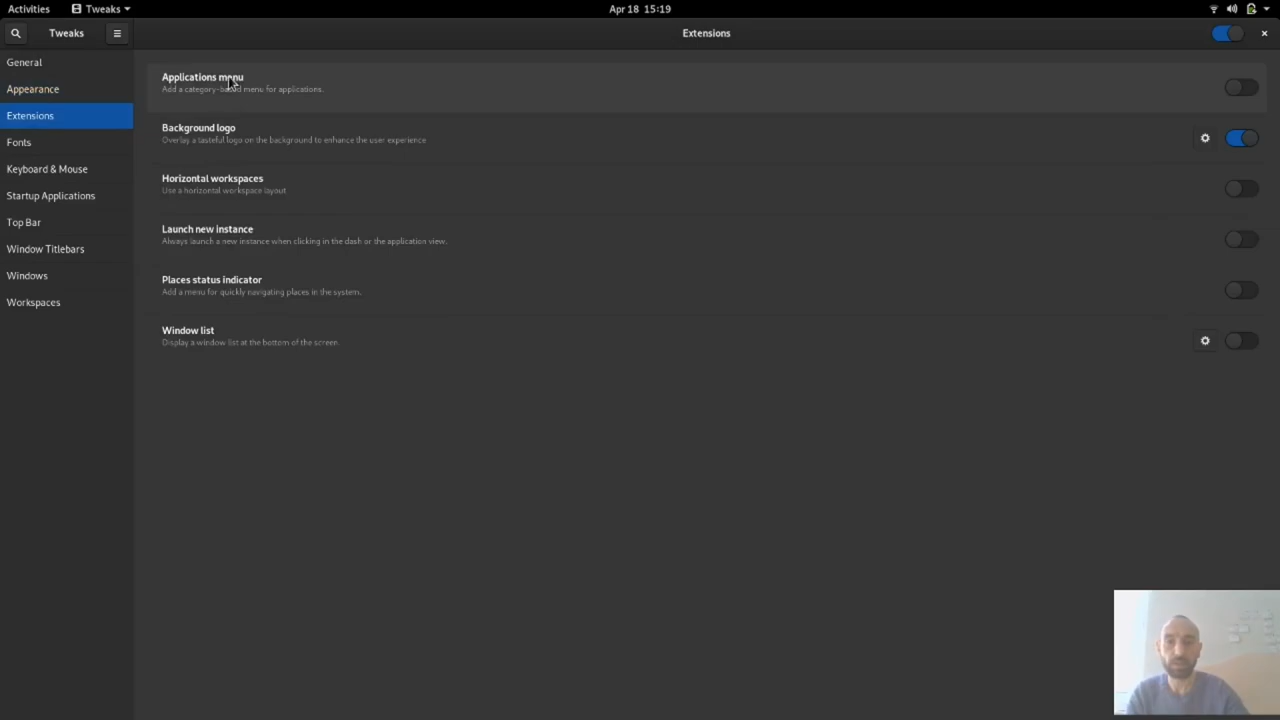 Activities
Tweaks
Apr 18 15:19
Tweaks
Extensions
General
Appearance
Extensions
Fonts
Keyboard & Mouse
Startup Applications
Top Bar
Window Titlebars
Windows
Workspaces
Applications menu
Add a category-based menu for applications.
Background logo
Overlay a tasteful logo on the background to enhance the user experience
Horizontal workspaces
Use a horizontal workspace layout
Launch new instance
Always launch a new instance when clicking in the dash or the application view.
Places status indicator
Add a menu for quickly navigating places in the system.
Window list
Display a window list at the bottom of the screen.